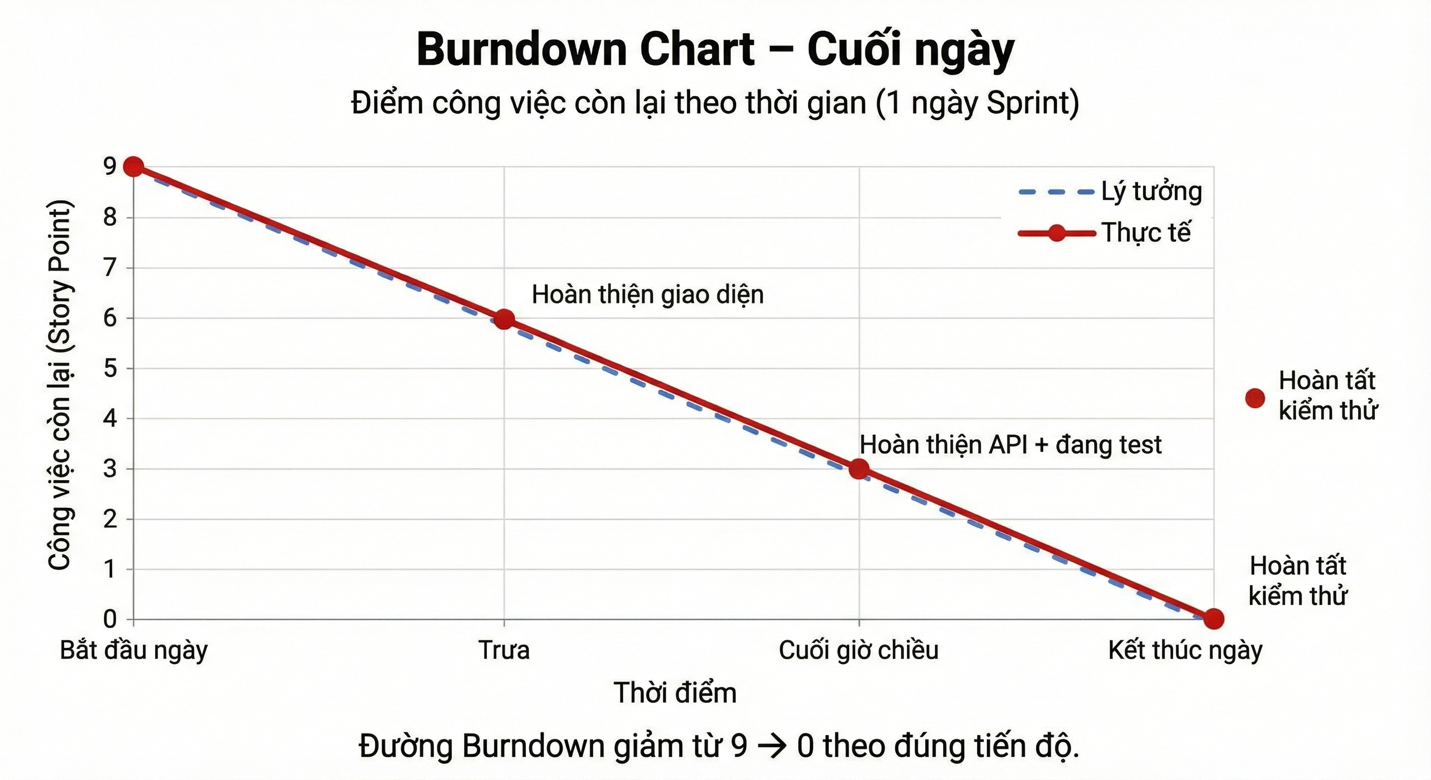 Burndown Chart – Cuối ngày
Điểm công việc còn lại theo thời gian (1 ngày Sprint)
Công việc còn lại (Story Point)
9
8
7
6
5
4
3
2
1
0
Lý tưởng
Thực tế
Hoàn thiện giao diện
Hoàn thiện API + đang test
Hoàn tất
kiểm thử
Hoàn tất
kiểm thử
Bắt đầu ngày
Trưa
Cuối giờ chiều
Kết thúc ngày
Thời điểm
Đường Burndown giảm từ 9 → 0 theo đúng tiến độ.